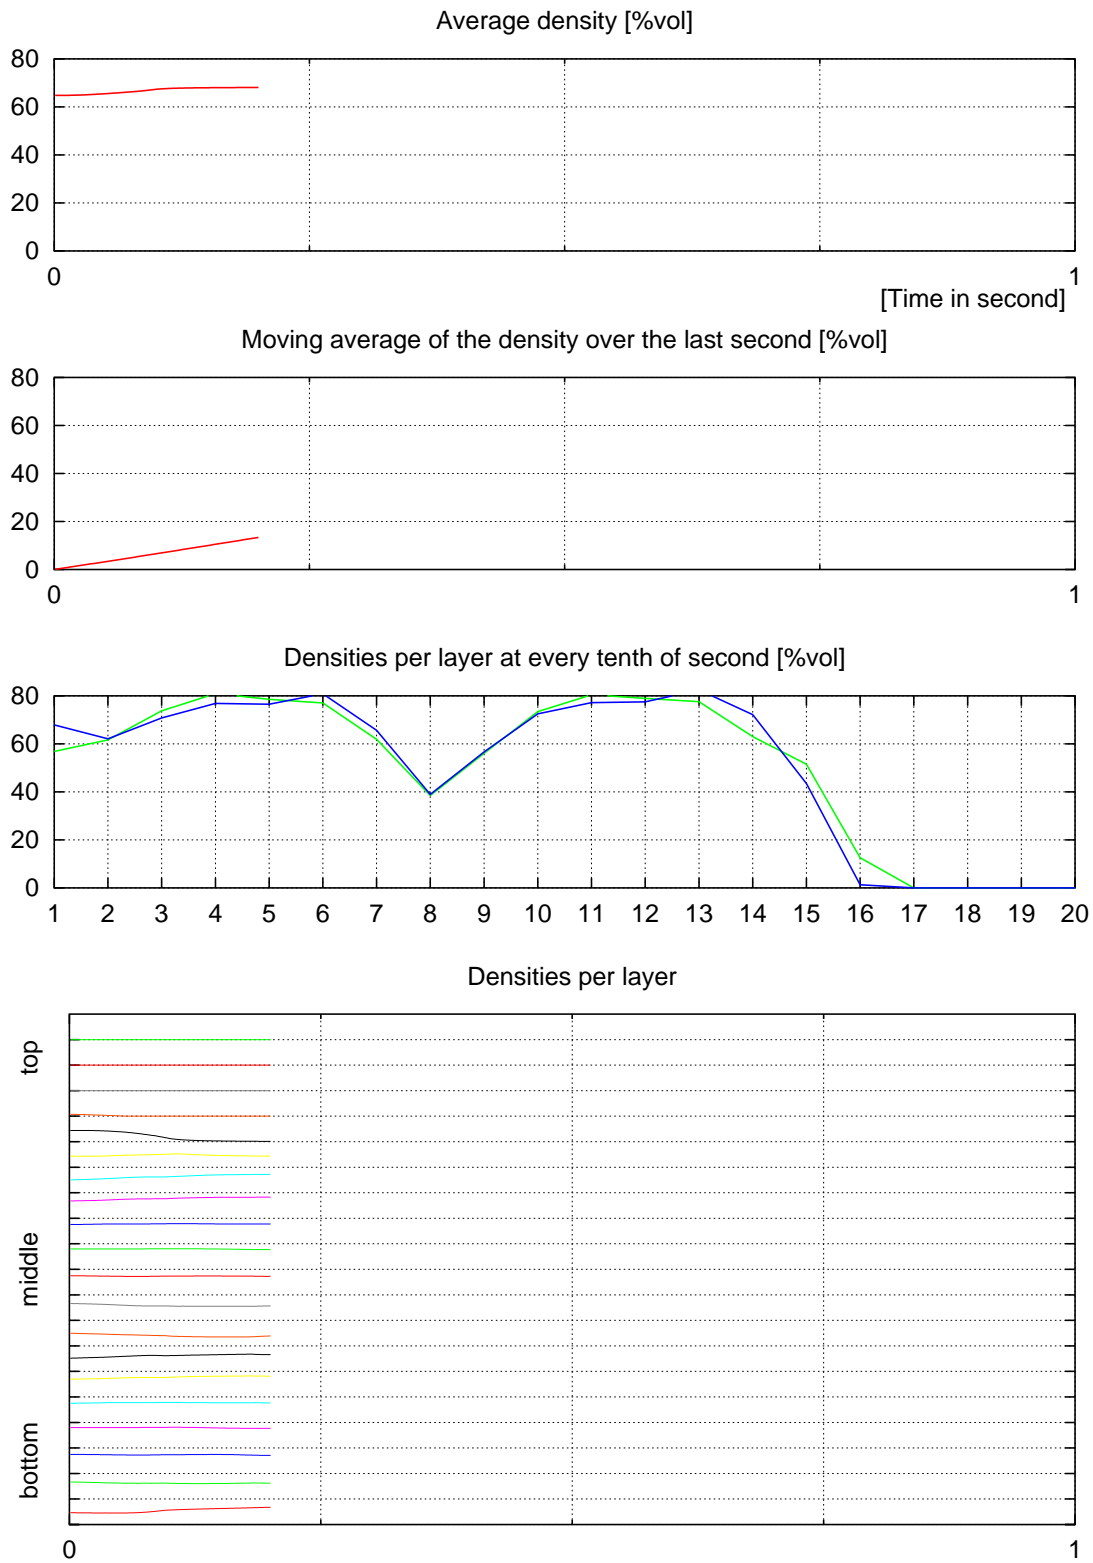 Average density [%vol]
80
60
40
20
0
0 1
[Time in second]
Moving average of the density over the last second [%vol]
80
60
40
20
0
0 1
Densities per layer at every tenth of second [%vol]
80
60
40
20
0
1 2 3 4 5 6 7 8 9 10 11 12 13 14 15 16 17 18 19 20
Densities per layer
top
middle
bottom
0 1